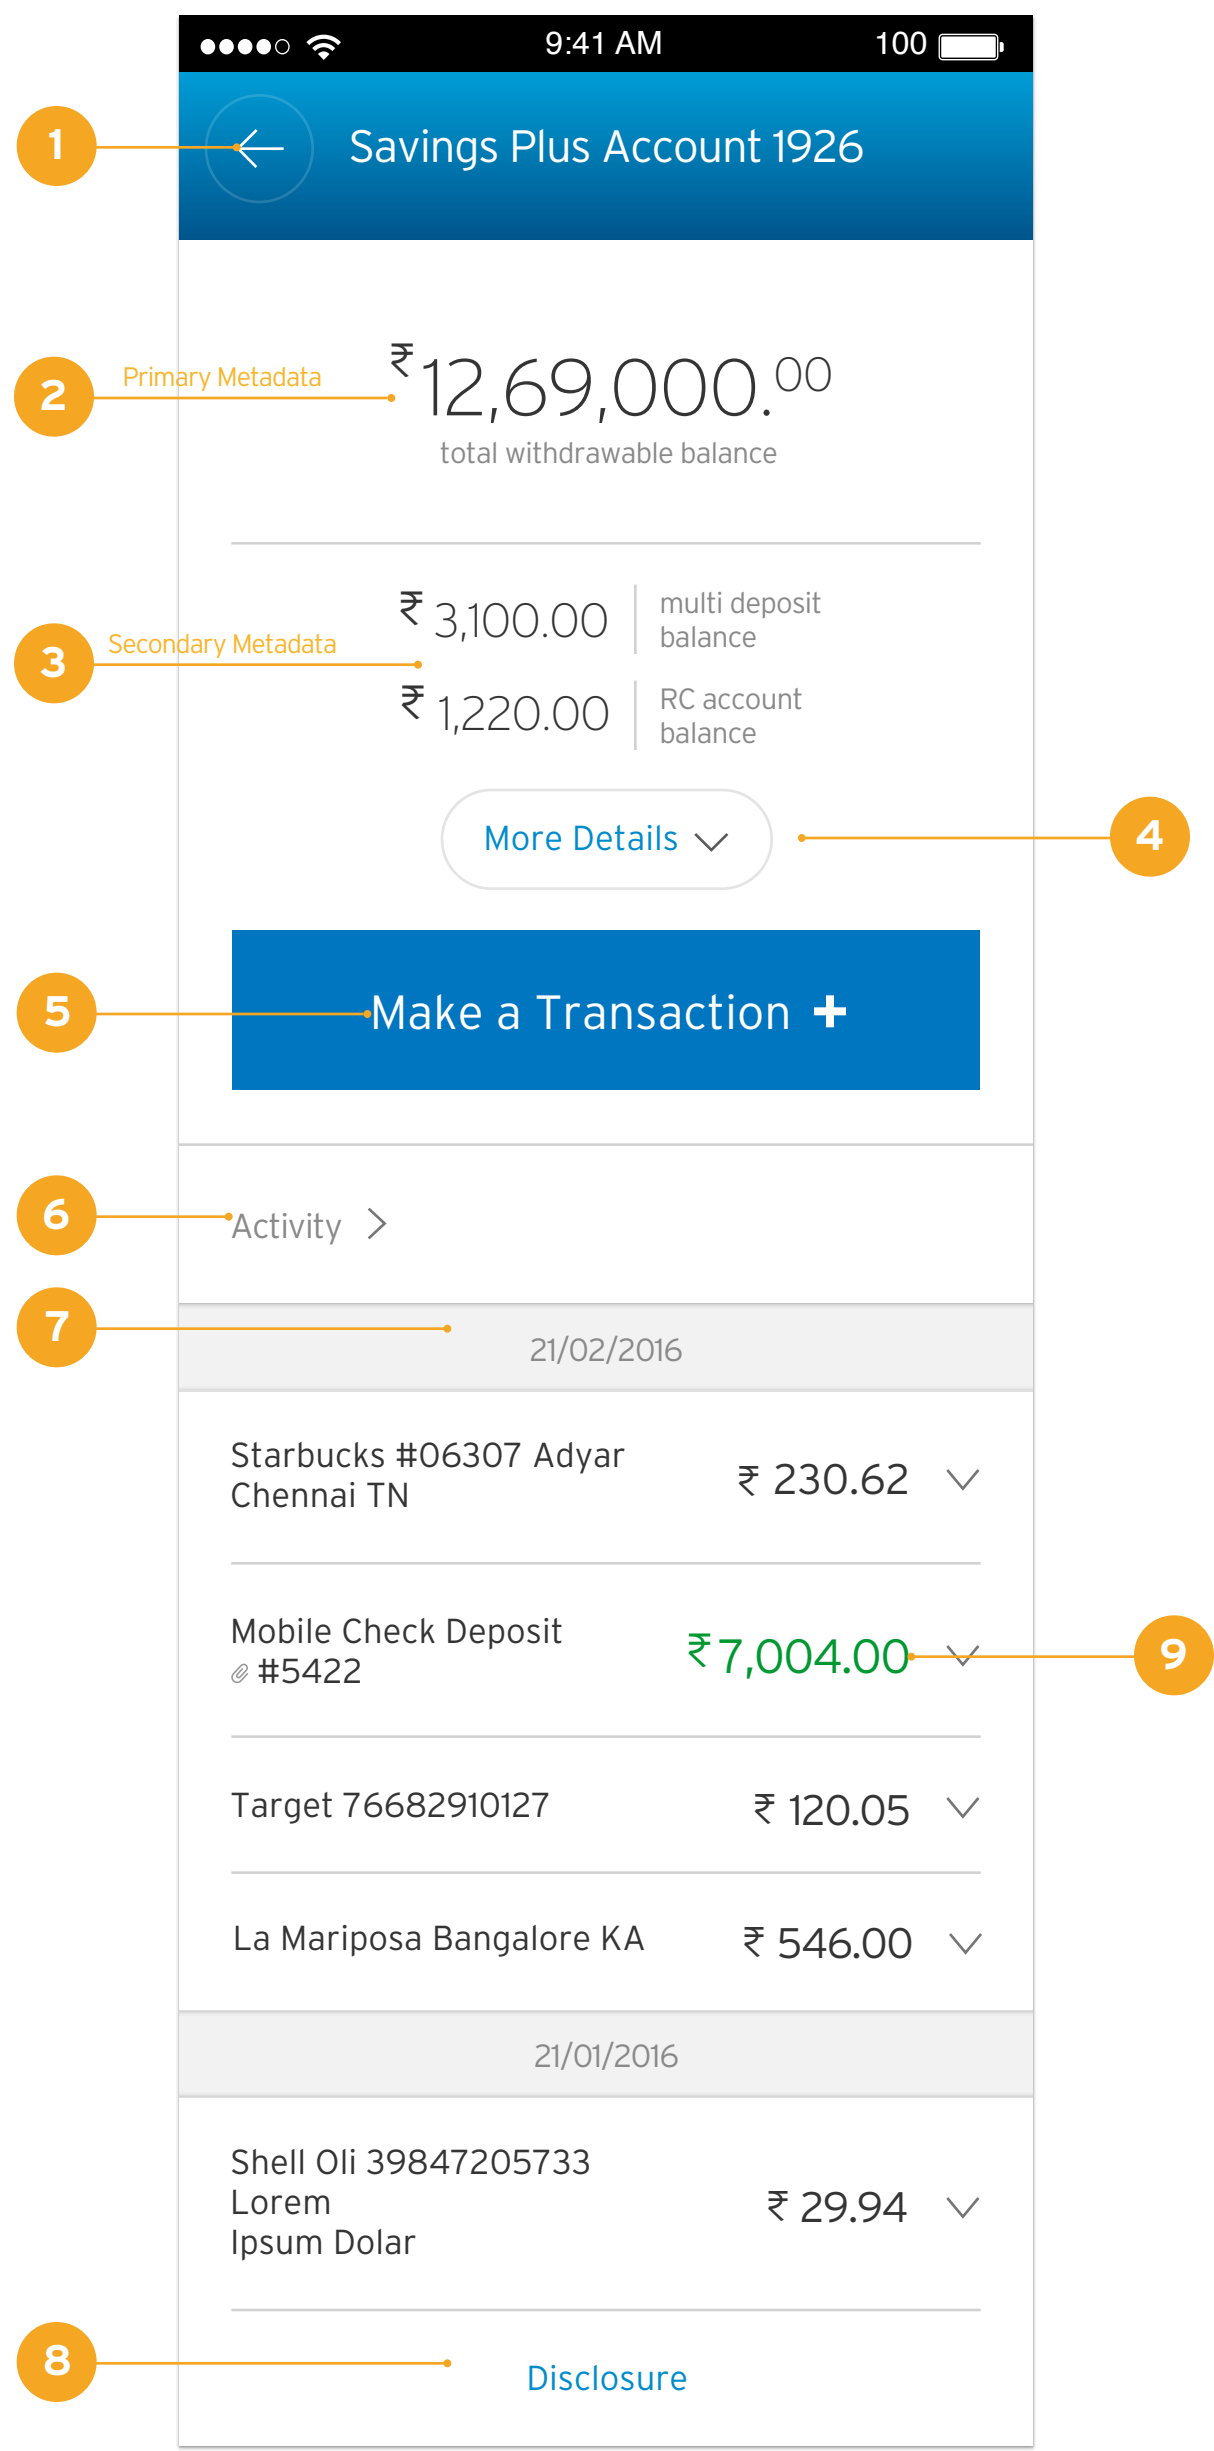 9:41 AM 100
1
Savings Plus Account 1926
2
Primary Metadata
₹12,69,000.00
total withdrawable balance
₹ 3,100.00
multi deposit
balance
3
Secondary Metadata
₹ 1,220.00
RC account
balance
More Details
4
5
Make a Transaction +
6
Activity >
7
21/02/2016
Starbucks #06307 Adyar
Chennai TN
₹ 230.62
Mobile Check Deposit
#5422
₹7,004.00
9
Target 76682910127
₹ 120.05
La Mariposa Bangalore KA
₹ 546.00
21/01/2016
Shell Oli 39847205733
Lorem
Ipsum Dolar
₹ 29.94
8
Disclosure